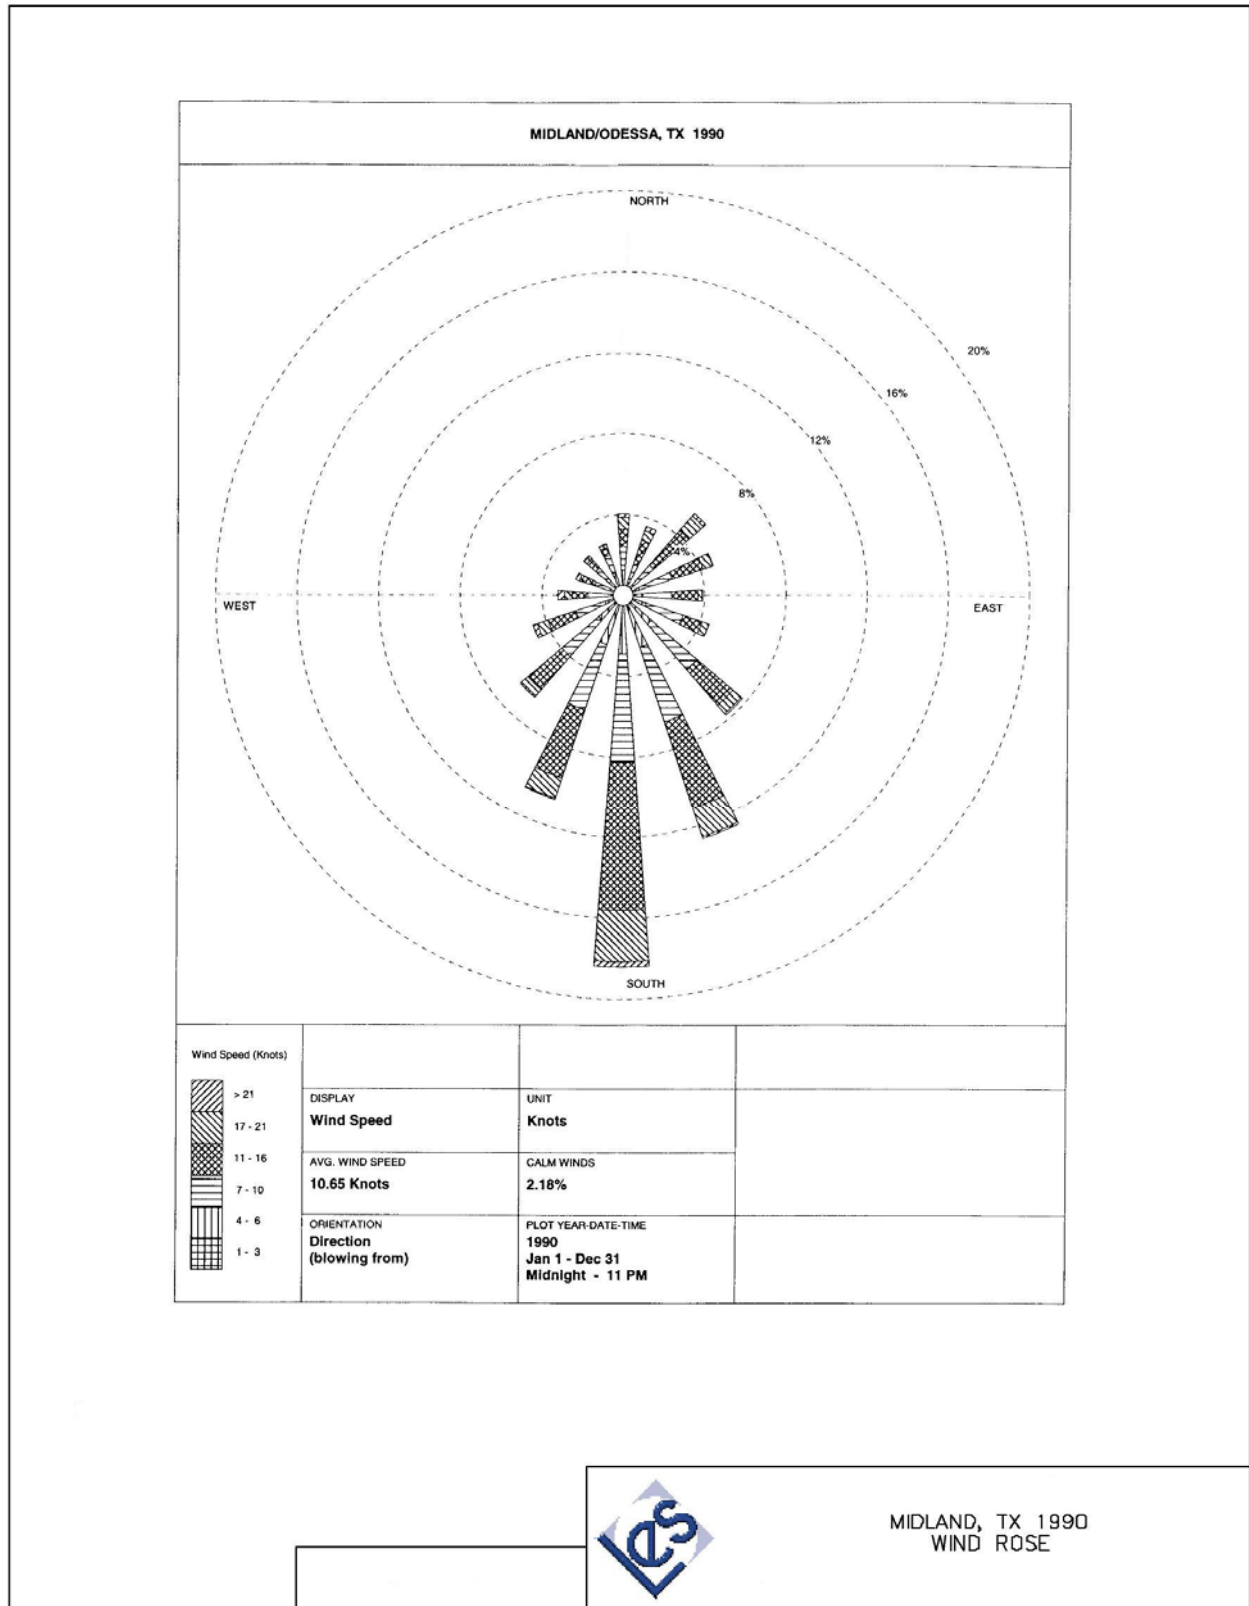 MIDLAND/ODESSA, TX 1990
NORTH
20%
16%
12%
8%
4%
WEST
EAST
SOUTH
Wind Speed (Knots)
> 21
17 - 21
11 - 16
7 - 10
4 - 6
1 - 3
DISPLAY
Wind Speed
UNIT
Knots
AVG. WIND SPEED
10.65 Knots
CALM WINDS
2.18%
ORIENTATION
Direction
(blowing from)
PLOT YEAR-DATE-TIME
1990
Jan 1 - Dec 31
Midnight - 11 PM
Les
MIDLAND, TX 1990
WIND ROSE